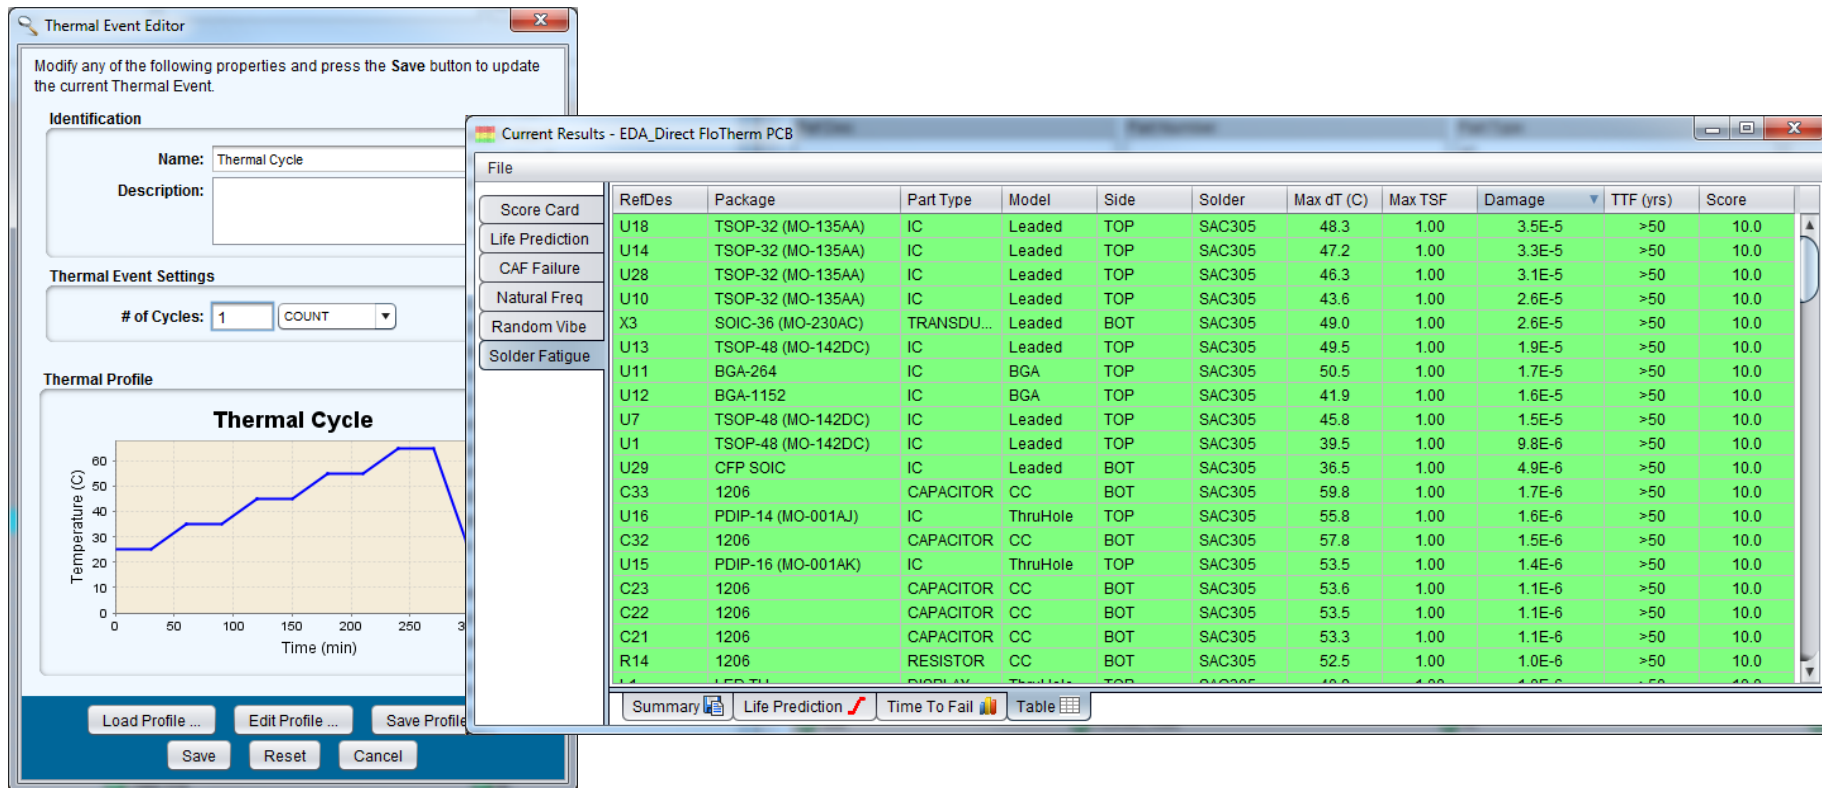 Thermal Event Editor
Modify any of the following properties and press the Save button to update
the current Thermal Event.
Identification
Name: Thermal Cycle
Description:
Thermal Event Settings
# of Cycles: 1 COUNT
Thermal Profile
Thermal Cycle
60
50
40
30
20
10
0
Temperature (C)
0 50 100 150 200 250
Time (min)
Load Profile ... Edit Profile ... Save Profile
Save Reset Cancel
Current Results - EDA_Direct FloTherm PCB
File
Score Card
Life Prediction
CAF Failure
Natural Freq
Random Vibe
Solder Fatigue
RefDes Package Part Type Model Side Solder Max dT (C) Max TSF Damage TTF (yrs) Score
U18 TSOP-32 (MO-135AA) IC Leaded TOP SAC305 48.3 1.00 3.5E-5 >50 10.0
U14 TSOP-32 (MO-135AA) IC Leaded TOP SAC305 47.2 1.00 3.3E-5 >50 10.0
U28 TSOP-32 (MO-135AA) IC Leaded TOP SAC305 46.3 1.00 3.1E-5 >50 10.0
U10 TSOP-32 (MO-135AA) IC Leaded TOP SAC305 43.6 1.00 2.6E-5 >50 10.0
X3 SOIC-36 (MO-230AC) TRANSDU... Leaded BOT SAC305 49.0 1.00 2.6E-5 >50 10.0
U13 TSOP-48 (MO-142DC) IC Leaded TOP SAC305 49.5 1.00 1.9E-5 >50 10.0
U11 BGA-264 IC BGA TOP SAC305 50.5 1.00 1.7E-5 >50 10.0
U12 BGA-1152 IC BGA TOP SAC305 41.9 1.00 1.6E-5 >50 10.0
U7 TSOP-48 (MO-142DC) IC Leaded TOP SAC305 45.8 1.00 1.5E-5 >50 10.0
U1 TSOP-48 (MO-142DC) IC Leaded TOP SAC305 39.5 1.00 9.8E-6 >50 10.0
U29 CFP SOIC IC Leaded BOT SAC305 36.5 1.00 4.9E-6 >50 10.0
C33 1206 CAPACITOR CC BOT SAC305 59.8 1.00 1.7E-6 >50 10.0
U16 PDIP-14 (MO-001AJ) IC ThruHole TOP SAC305 55.8 1.00 1.6E-6 >50 10.0
C32 1206 CAPACITOR CC BOT SAC305 57.8 1.00 1.5E-6 >50 10.0
U15 PDIP-16 (MO-001AK) IC ThruHole TOP SAC305 53.5 1.00 1.4E-6 >50 10.0
C23 1206 CAPACITOR CC BOT SAC305 53.6 1.00 1.1E-6 >50 10.0
C22 1206 CAPACITOR CC BOT SAC305 53.5 1.00 1.1E-6 >50 10.0
C21 1206 CAPACITOR CC BOT SAC305 53.3 1.00 1.1E-6 >50 10.0
R14 1206 RESISTOR CC BOT SAC305 52.5 1.00 1.0E-6 >50 10.0
Summary Life Prediction Time To Fail Table